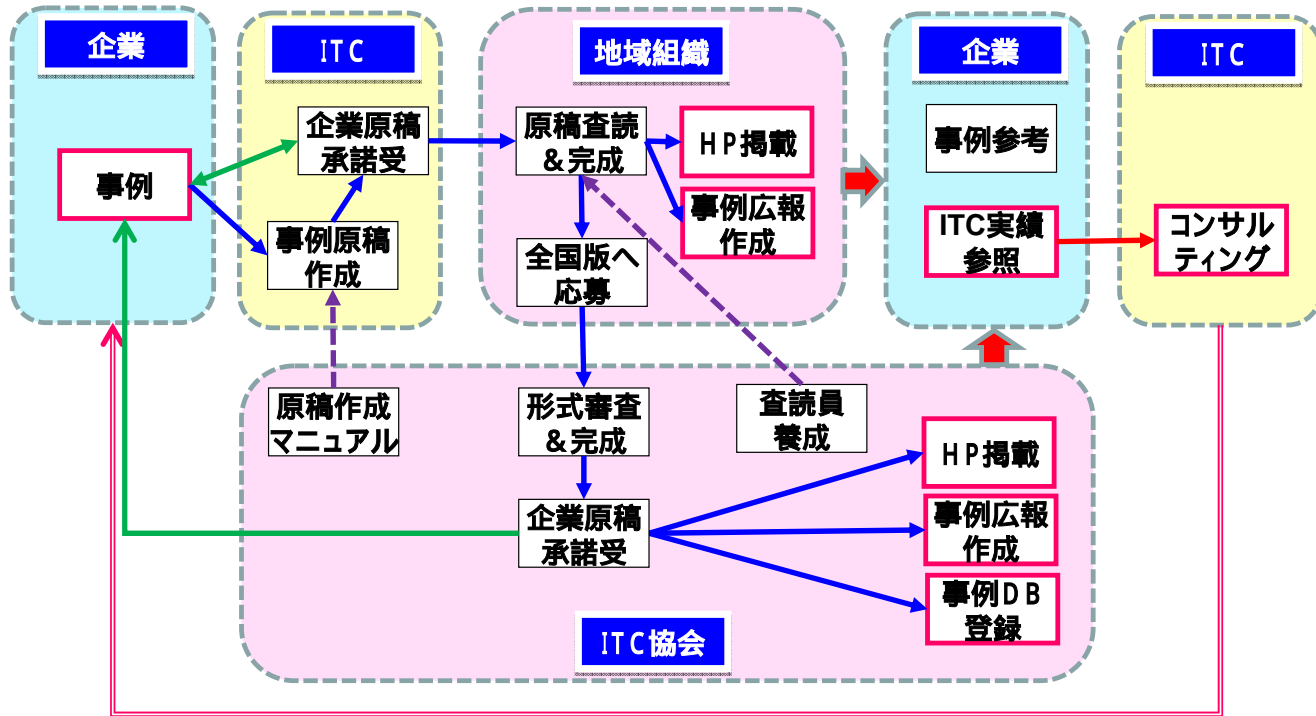 企業
事例
ITC
企業原稿
承諾受
事例原稿
作成
地域組織
原稿査読
&完成
HP掲載
事例広報
作成
全国版へ
応募
企業
事例参考
ITC実績
参照
ITC
コンサル
ティング
原稿作成
マニュアル
形式審査
&完成
査読員
養成
企業原稿
承諾受
HP掲載
事例広報
作成
事例DB
登録
ITC協会